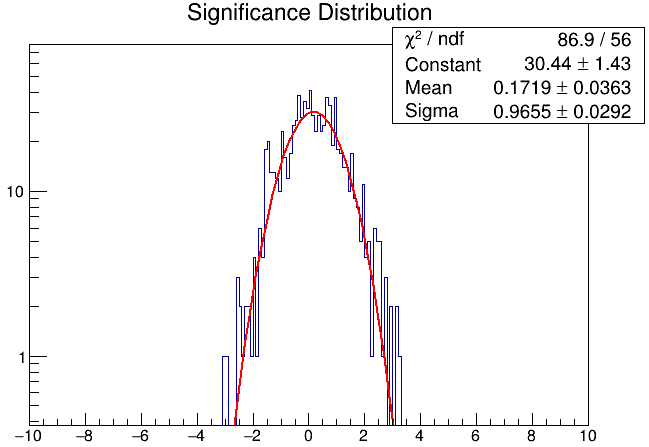 Significance Distribution
χ² / ndf 86.9 / 56
Constant 30.44 ± 1.43
Mean 0.1719 ± 0.0363
Sigma 0.9655 ± 0.0292
10
1
−10 −8 −6 −4 −2 0 2 4 6 8 10